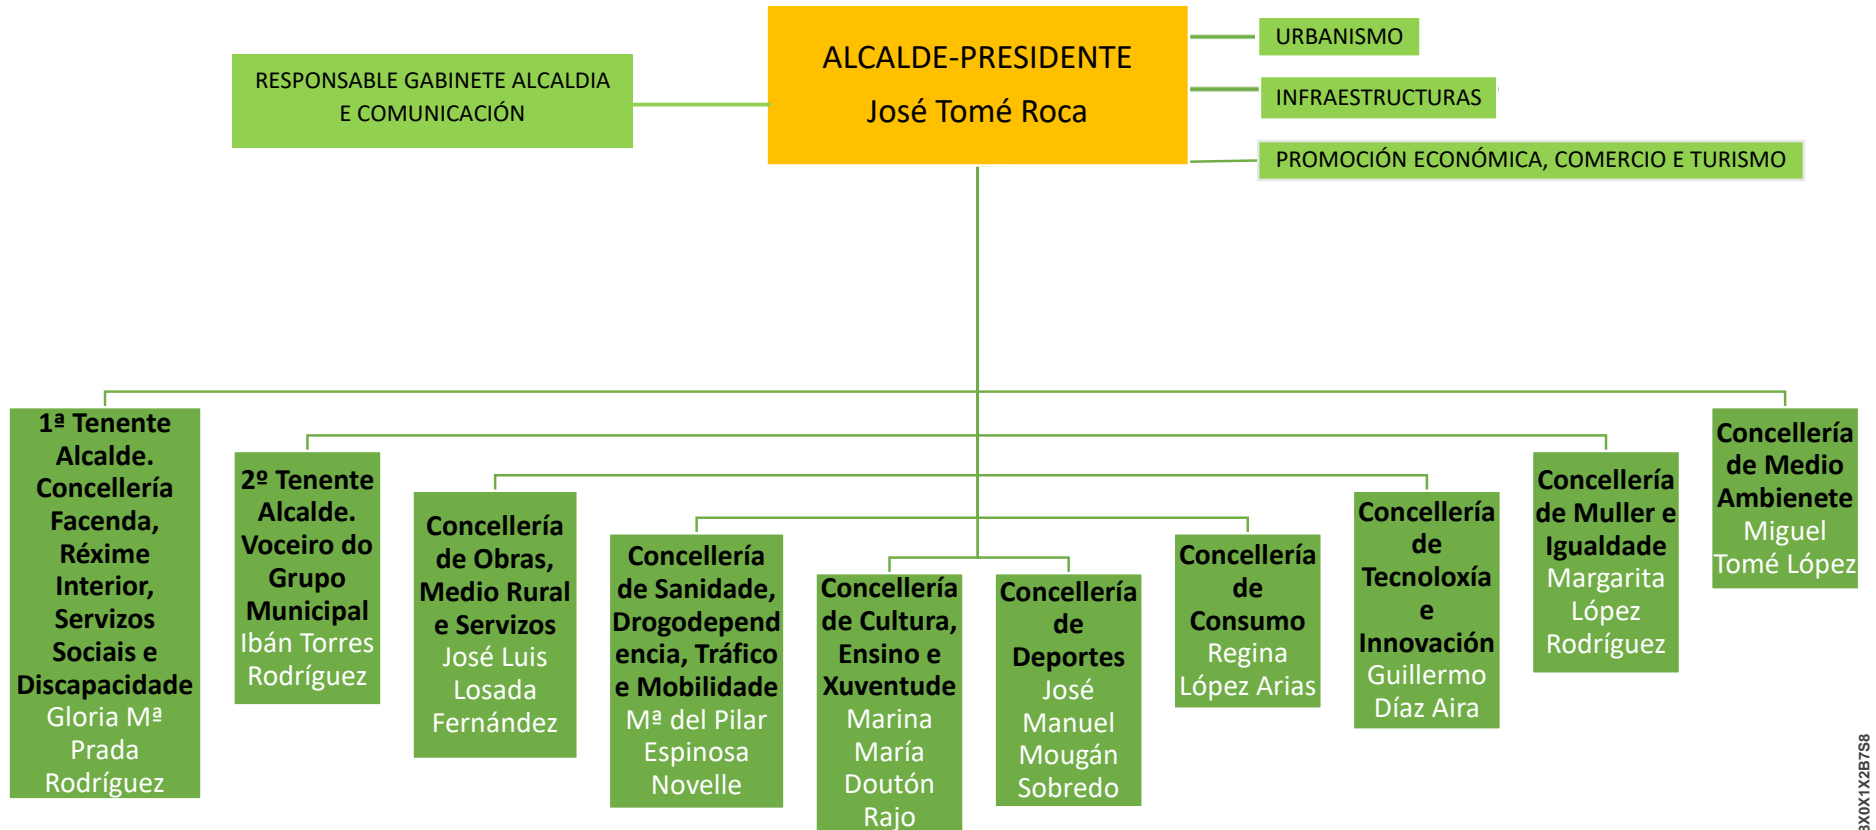 RESPONSABLE GABINETE ALCALDIA
E COMUNICACIÓN
ALCALDE-PRESIDENTE
José Tomé Roca
URBANISMO
INFRAESTRUCTURAS
PROMOCIÓN ECONÓMICA, COMERCIO E TURISMO
1ª Tenente
Alcalde.
Concellería
Facenda,
Réxime
Interior,
Servizos
Sociais e
Discapacidade
Gloria Mª
Prada
Rodríguez
2º Tenente
Alcalde.
Voceiro do
Grupo
Municipal
Ibán Torres
Rodríguez
Concellería
de Obras,
Medio Rural
e Servizos
José Luis
Losada
Fernández
Concellería
de Sanidade,
Drogodepend
encia, Tráfico
e Mobilidade
Mª del Pilar
Espinosa
Novelle
Concellería
de Cultura,
Ensino e
Xuventude
Marina
María
Doutón
Rajo
Concellería
de
Deportes
José
Manuel
Mougán
Sobredo
Concellería
de
Consumo
Regina
López Arias
Concellería
de
Tecnoloxía
e
Innovación
Guillermo
Díaz Aira
Concellería
de Muller e
Igualdade
Margarita
López
Rodríguez
Concellería
de Medio
Ambienete
Miguel
Tomé López
3X0X1X2B7S8